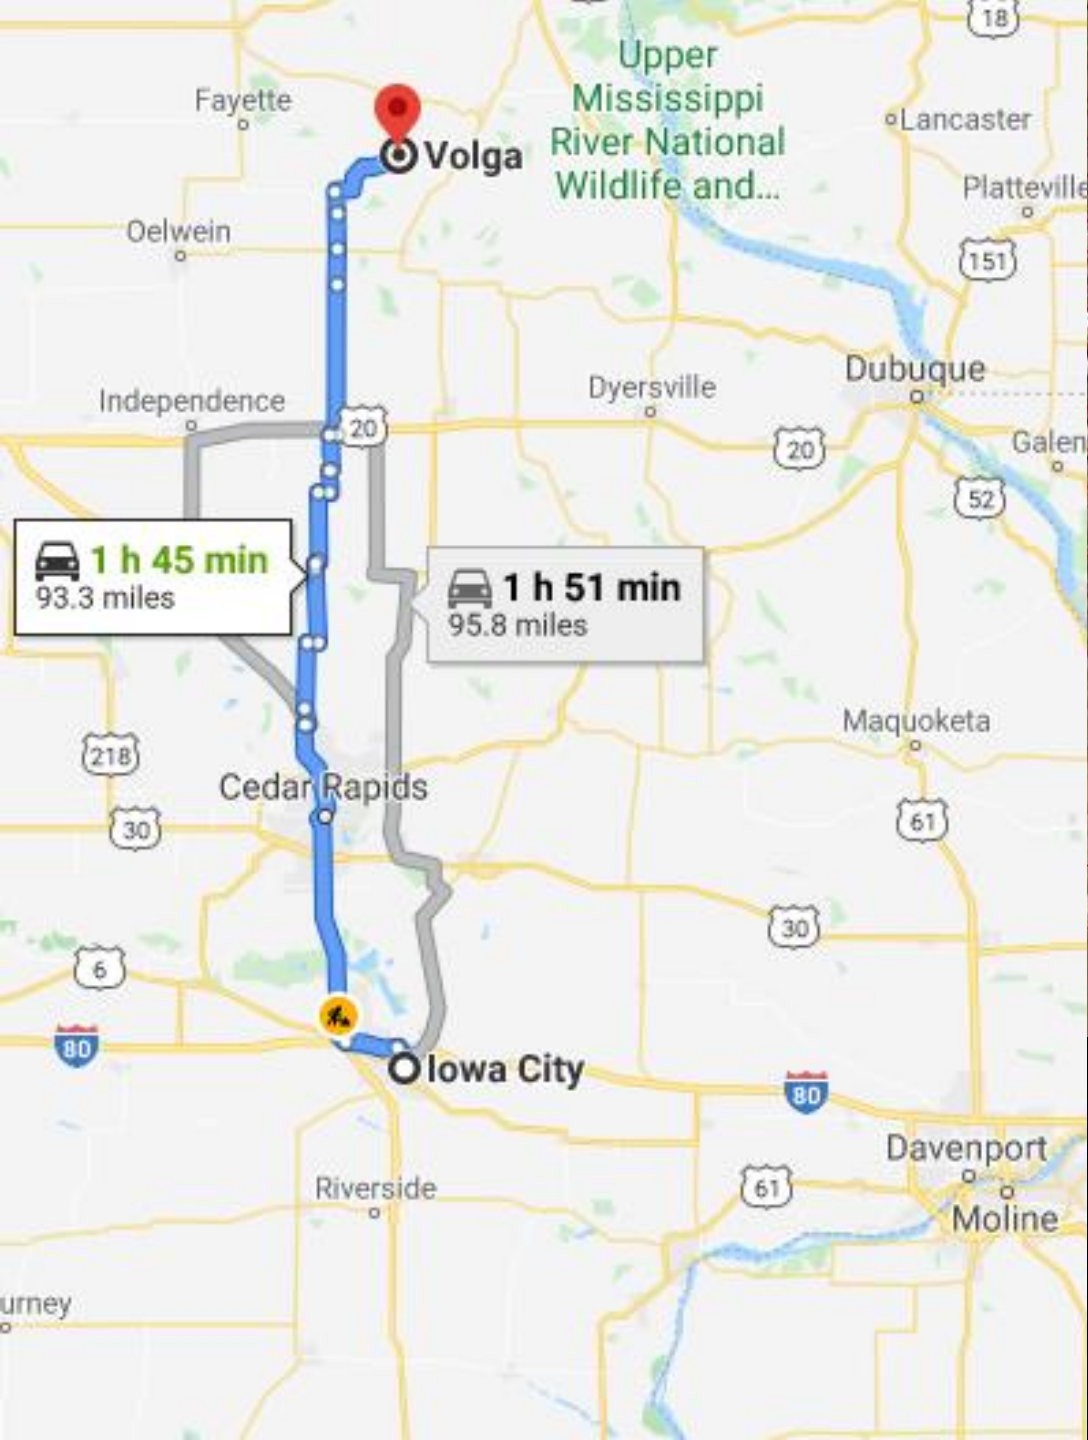 18
Upper
Mississippi
River National
Wildlife and...
Fayette
Lancaster
Volga
Platteville
Oelwein
151
Dubuque
Independence
Dyersville
20
20
Galen
52
1 h 45 min
93.3 miles
1 h 51 min
95.8 miles
Maquoketa
218
Cedar Rapids
30
61
30
6
80
Iowa City
80
Davenport
61
Riverside
Moline
urney